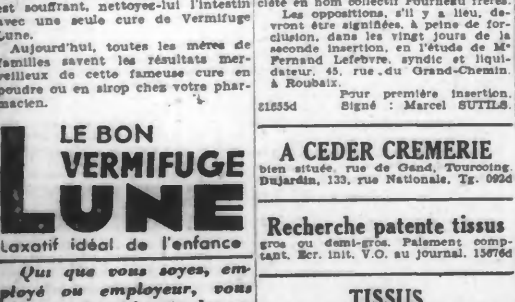 est souffrant, nettoyez-lui l'intestin
avec une seule cure de Vermifuge
Lune.
Aujourd'hui, toutes les mères de
familles savent les résultats mer-
veilleux de cette fameuse cure en
poudre ou en sirop chez votre phar-
macien.
LE BON
VERMIFUGE
LUNE
Laxatif idéal de l'enfance
Qui que vous soyez, em-
ployé ou employeur, vous
ciété en nom collectif Fourneau frères.
Les oppositions, s'il y a lieu, de-
vront être signifiées, à peine de for-
clusion, dans les vingt jours de la
seconde insertion, en l'étude de Me
Fernand Lefebvre, syndic et liqui-
dateur, 45, rue du Grand-Chemin,
à Roubaix.
Pour première insertion.
21655d Signé : Marcel SUTILS.
A CEDER CREMERIE
bien située, rue de Gand, Tourcoing.
Dujardin, 133, rue Nationale, Tg. 092d
Recherche patente tissus
gros ou demi-gros. Paiement comp-
tant. Ecr. init. V.O. au journal. 15676d
TISSUS